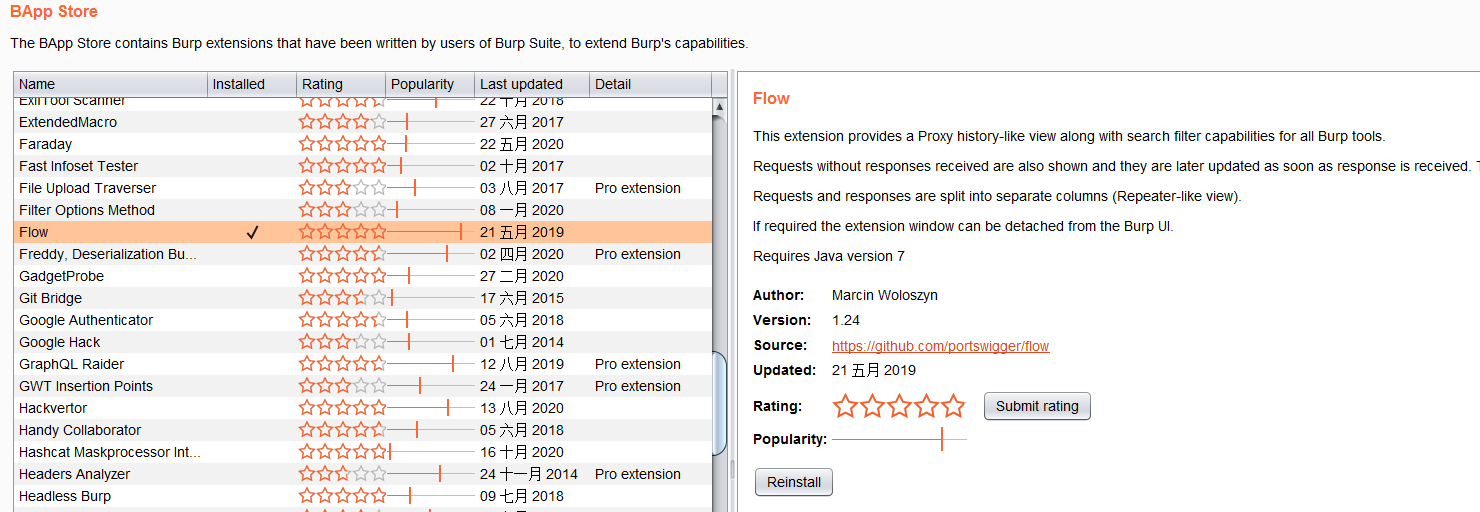 BApp Store
The BApp Store contains Burp extensions that have been written by users of Burp Suite, to extend Burp's capabilities.
Name Installed Rating Popularity Last updated Detail
ExifTool Scanner 22 十月 2018
ExtendedMacro 27 六月 2017
Faraday 22 五月 2020
Fast Infoset Tester 02 十月 2017
File Upload Traverser 03 八月 2017 Pro extension
Filter Options Method 08 一月 2020
Flow ✓ 21 五月 2019
Freddy, Deserialization Bu... 02 四月 2020 Pro extension
GadgetProbe 27 二月 2020
Git Bridge 17 六月 2015
Google Authenticator 05 六月 2018
Google Hack 01 七月 2014
GraphQL Raider 12 八月 2019 Pro extension
GWT Insertion Points 24 一月 2017 Pro extension
Hackvertor 13 八月 2020
Handy Collaborator 05 六月 2018
Hashcat Maskprocessor Int... 16 十月 2020
Headers Analyzer 24 十一月 2014 Pro extension
Headless Burp 09 七月 2018
Flow
This extension provides a Proxy history-like view along with search filter capabilities for all Burp tools.
Requests without responses received are also shown and they are later updated as soon as response is received. T
Requests and responses are split into separate columns (Repeater-like view).
If required the extension window can be detached from the Burp UI.
Requires Java version 7
Author: Marcin Woloszyn
Version: 1.24
Source: https://github.com/portswigger/flow
Updated: 21 五月 2019
Rating: Submit rating
Popularity:
Reinstall